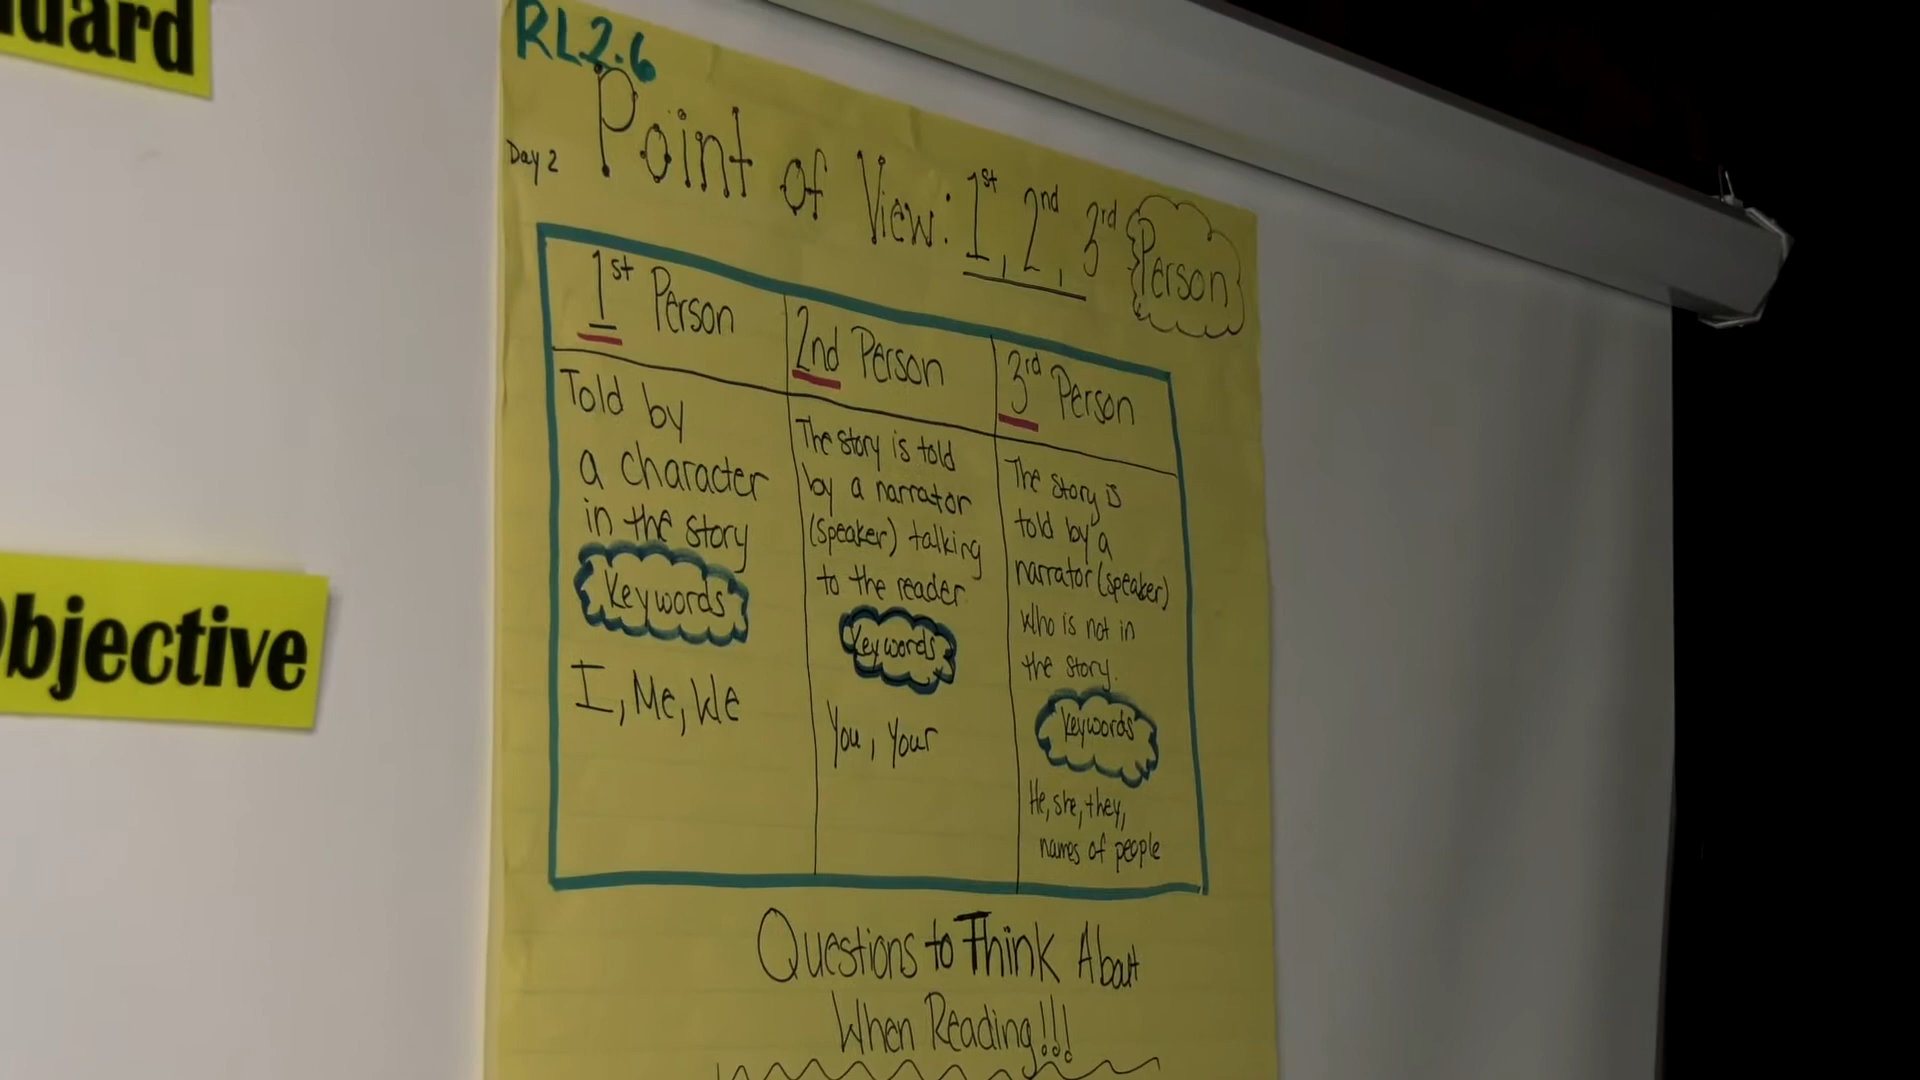 ndard
Objective
RL2.6
Day 2
Point of View: 1st, 2nd, 3rd Person
1st Person
Told by
a character
in the story
Keywords
I, Me, We
2nd Person
The story is told
by a narrator
(speaker) talking
to the reader
Keywords
You, Your
3rd Person
The story is
told by a
narrator (speaker)
Who is not in
the story.
Keywords
He, she, they,
names of people
Questions to Think About
When Reading!!!